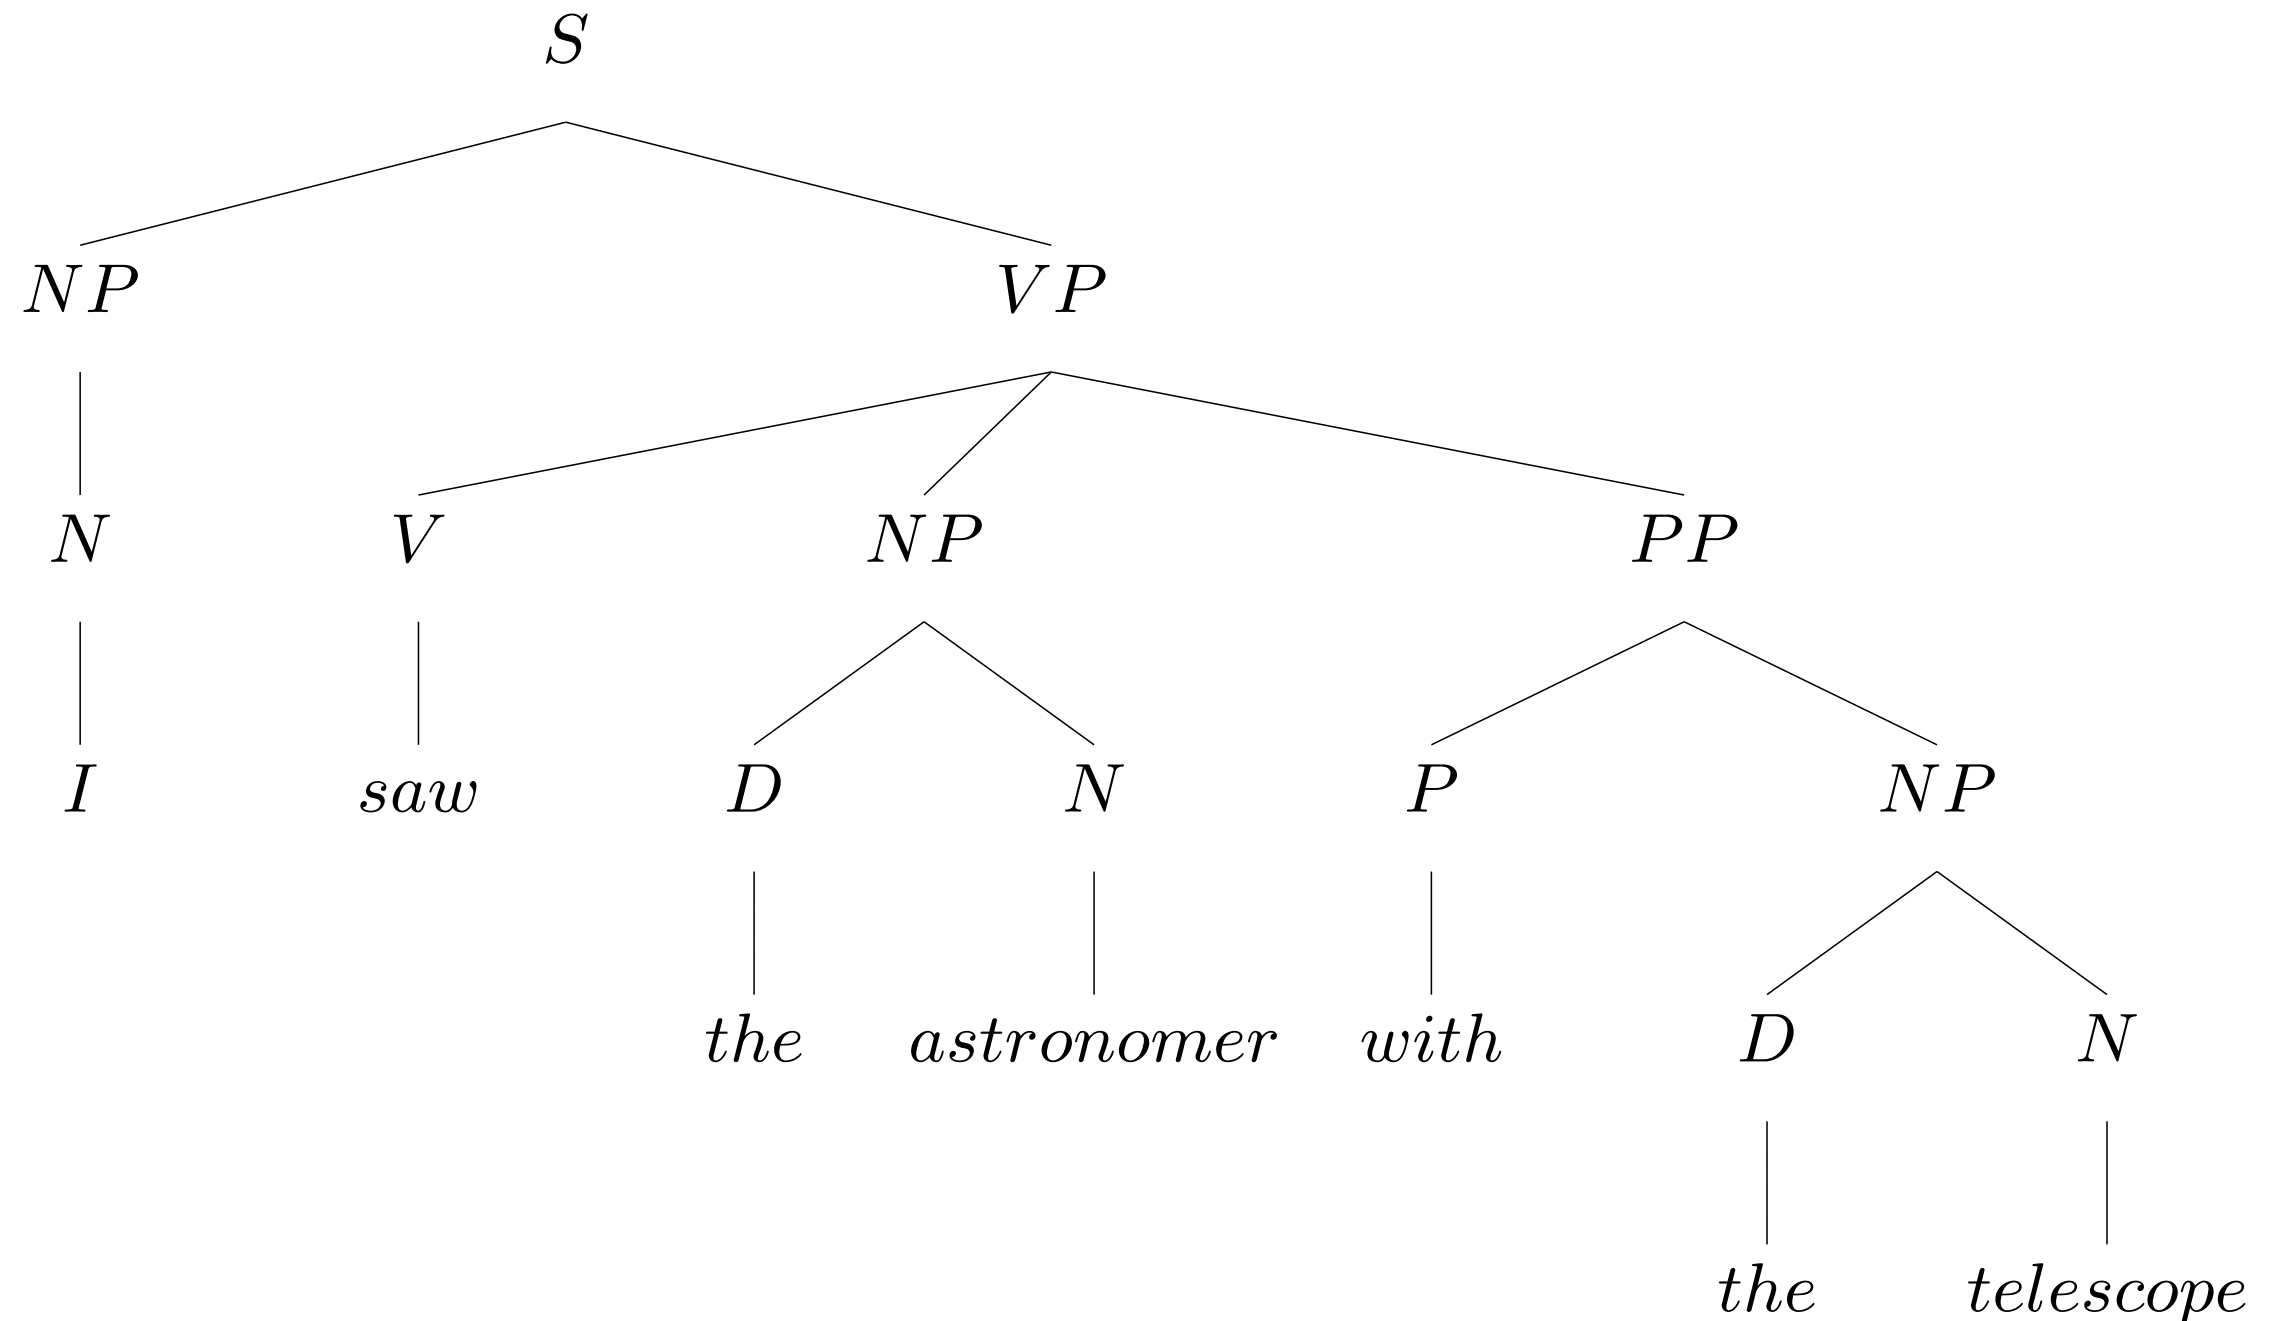 S
NP VP
N V NP PP
I saw D N P NP
the astronomer with D N
the telescope